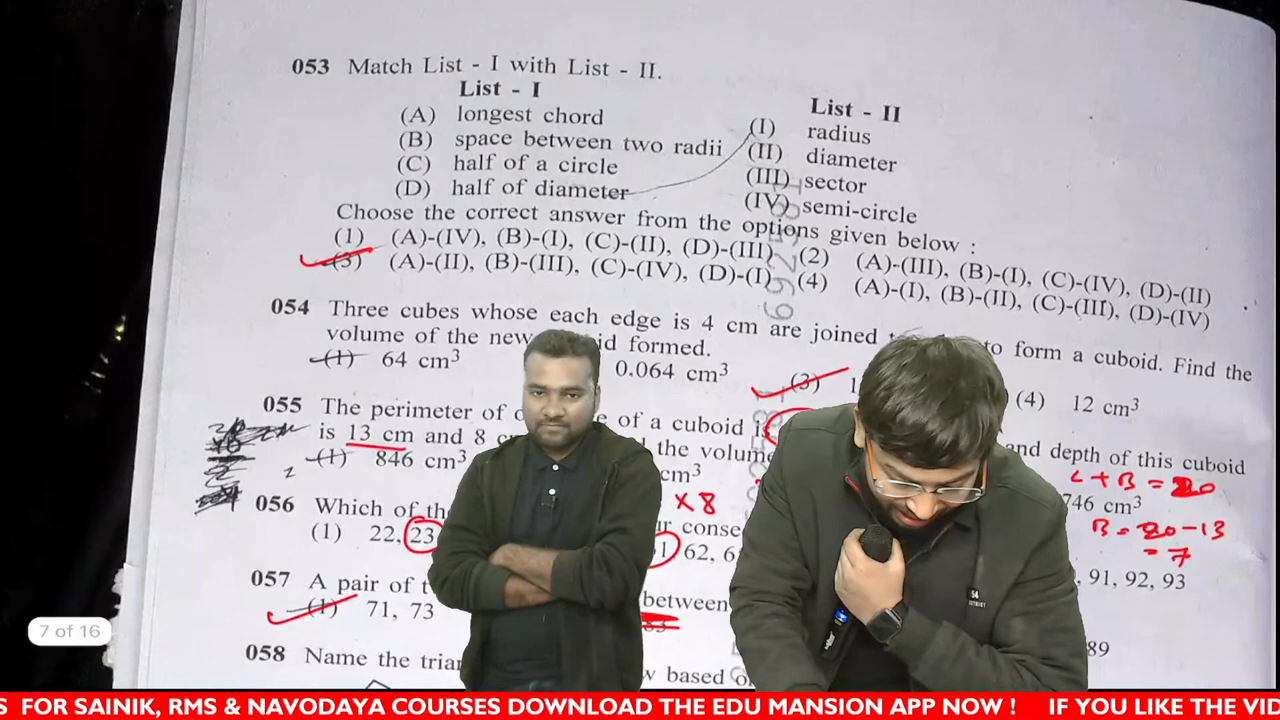 053 Match List - I with List - II.
List - I List - II
(A) longest chord (I) radius
(B) space between two radii (II) diameter
(C) half of a circle (III) sector
(D) half of diameter (IV) semi-circle
Choose the correct answer from the options given below :
(1) (A)-(IV), (B)-(I), (C)-(II), (D)-(III) (2) (A)-(III), (B)-(I), (C)-(IV), (D)-(II)
(3) (A)-(II), (B)-(III), (C)-(IV), (D)-(I) (4) (A)-(I), (B)-(II), (C)-(III), (D)-(IV)
054 Three cubes whose each edge is 4 cm are joined to form a cuboid. Find the
volume of the new formed.
(1) 64 cm³ 0.064 cm³ (3) 1 (4) 12 cm³
055 The perimeter of of a cuboid is and depth of this cuboid
is 13 cm and 8 the volume
(1) 846 cm³ cm³ 746 cm³
L + B = 20
B = 20 - 13
= 7
× 8
056 Which of conse
(1) 22, 23 62, 91, 92, 93
057 A pair of between
(1) 71, 73 89
058 Name the based
7 of 16
FOR SAINIK, RMS & NAVODAYA COURSES DOWNLOAD THE EDU MANSION APP NOW ! IF YOU LIKE THE VID